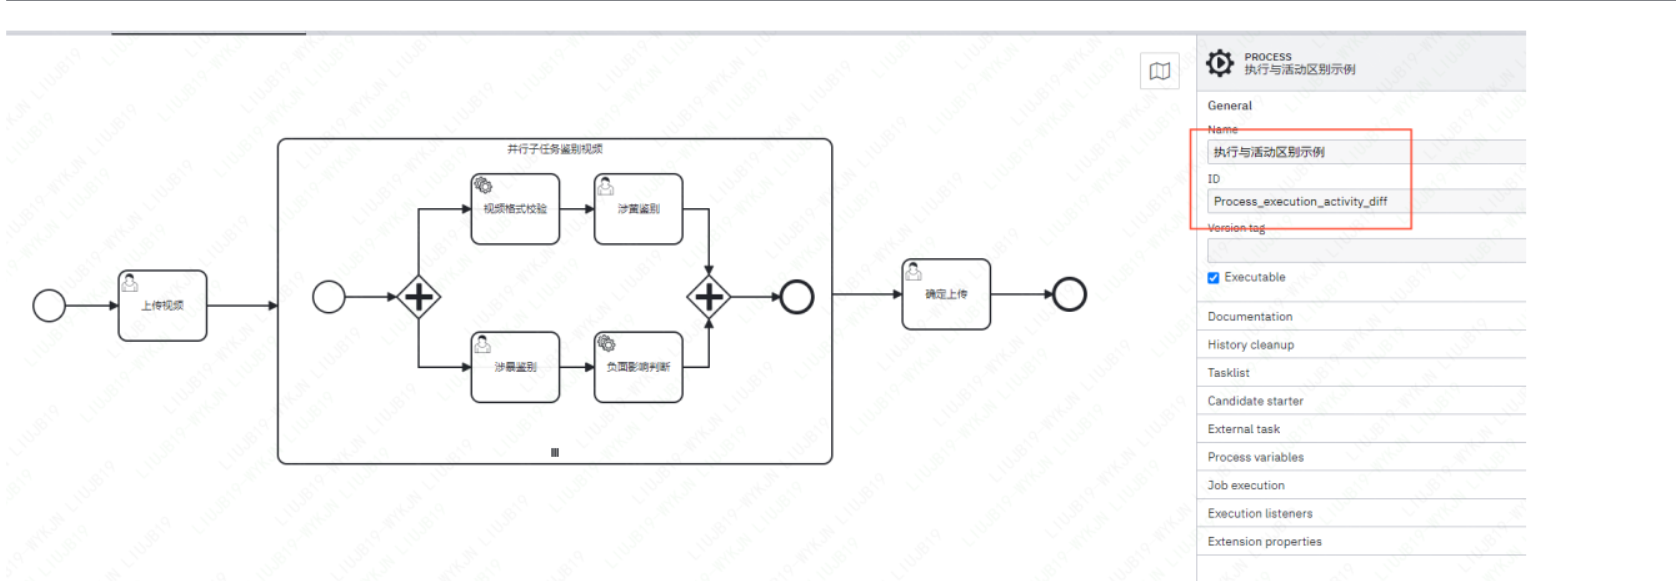 并行子任务鉴别视频
视频格式校验
涉黄鉴别
上传视频
涉暴鉴别
负面影响判断
确定上传
PROCESS
执行与活动区别示例
General
Name
执行与活动区别示例
ID
Process_execution_activity_diff
Version tag
Executable
Documentation
History cleanup
Tasklist
Candidate starter
External task
Process variables
Job execution
Execution listeners
Extension properties